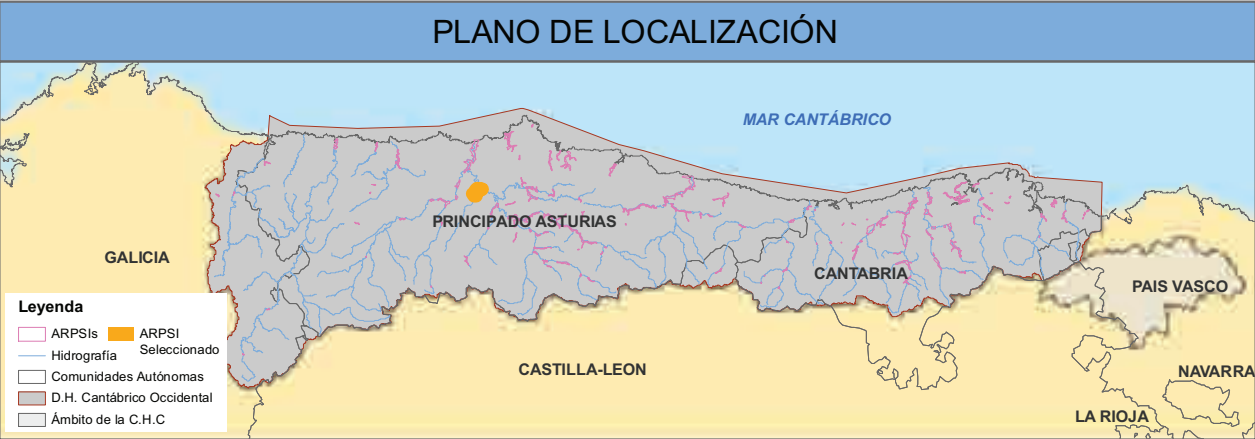 PLANO DE LOCALIZACIÓN
MAR CANTÁBRICO
PRINCIPADO ASTURIAS
GALICIA
CANTABRIA
PAIS VASCO
CASTILLA-LEON
NAVARRA
LA RIOJA
Leyenda
ARPSIs
ARPSI
Seleccionado
Hidrografía
Comunidades Autónomas
D.H. Cantábrico Occidental
Ámbito de la C.H.C